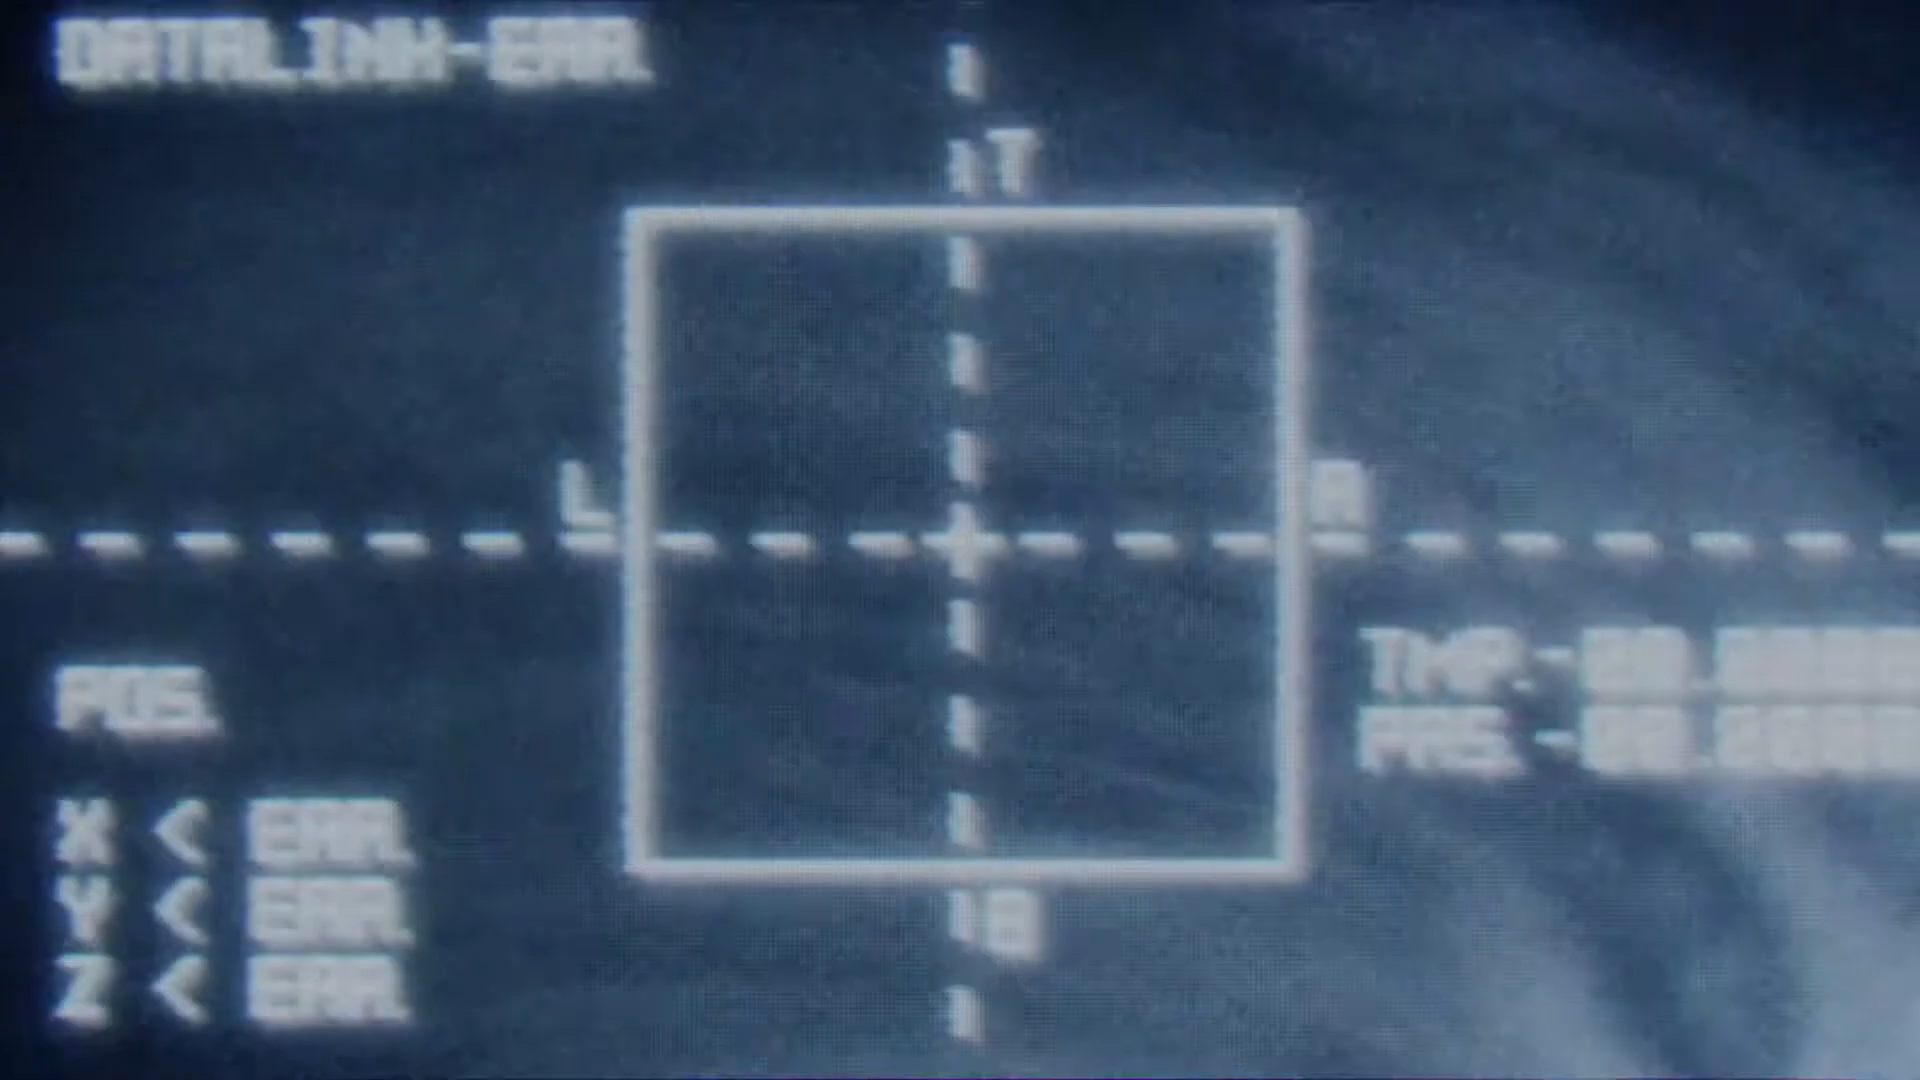 DATALINK-ERR.
T
L
R
POS.
TMP.
PRS.
X < ERR.
Y < ERR.
Z < ERR.
B